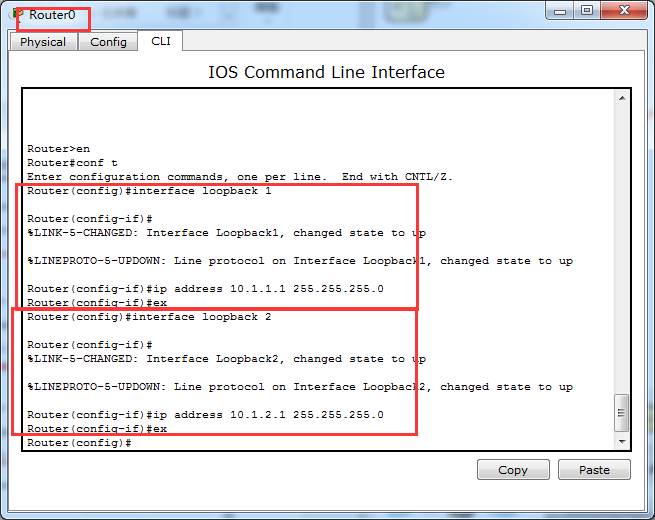 Router0
Physical Config CLI
IOS Command Line Interface
Router>en
Router#conf t
Enter configuration commands, one per line.  End with CNTL/Z.
Router(config)#interface loopback 1
Router(config-if)#
%LINK-5-CHANGED: Interface Loopback1, changed state to up
%LINEPROTO-5-UPDOWN: Line protocol on Interface Loopback1, changed state to up
Router(config-if)#ip address 10.1.1.1 255.255.255.0
Router(config-if)#ex
Router(config)#interface loopback 2
Router(config-if)#
%LINK-5-CHANGED: Interface Loopback2, changed state to up
%LINEPROTO-5-UPDOWN: Line protocol on Interface Loopback2, changed state to up
Router(config-if)#ip address 10.1.2.1 255.255.255.0
Router(config-if)#ex
Router(config)#
Copy Paste